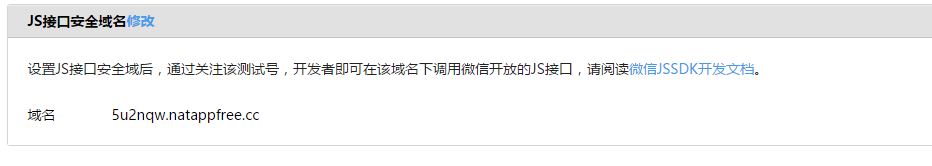 JS接口安全域名修改
设置JS接口安全域后，通过关注该测试号，开发者即可在该域名下调用微信开放的JS接口，请阅读微信JSSDK开发文档。
域名 5u2nqw.natappfree.cc